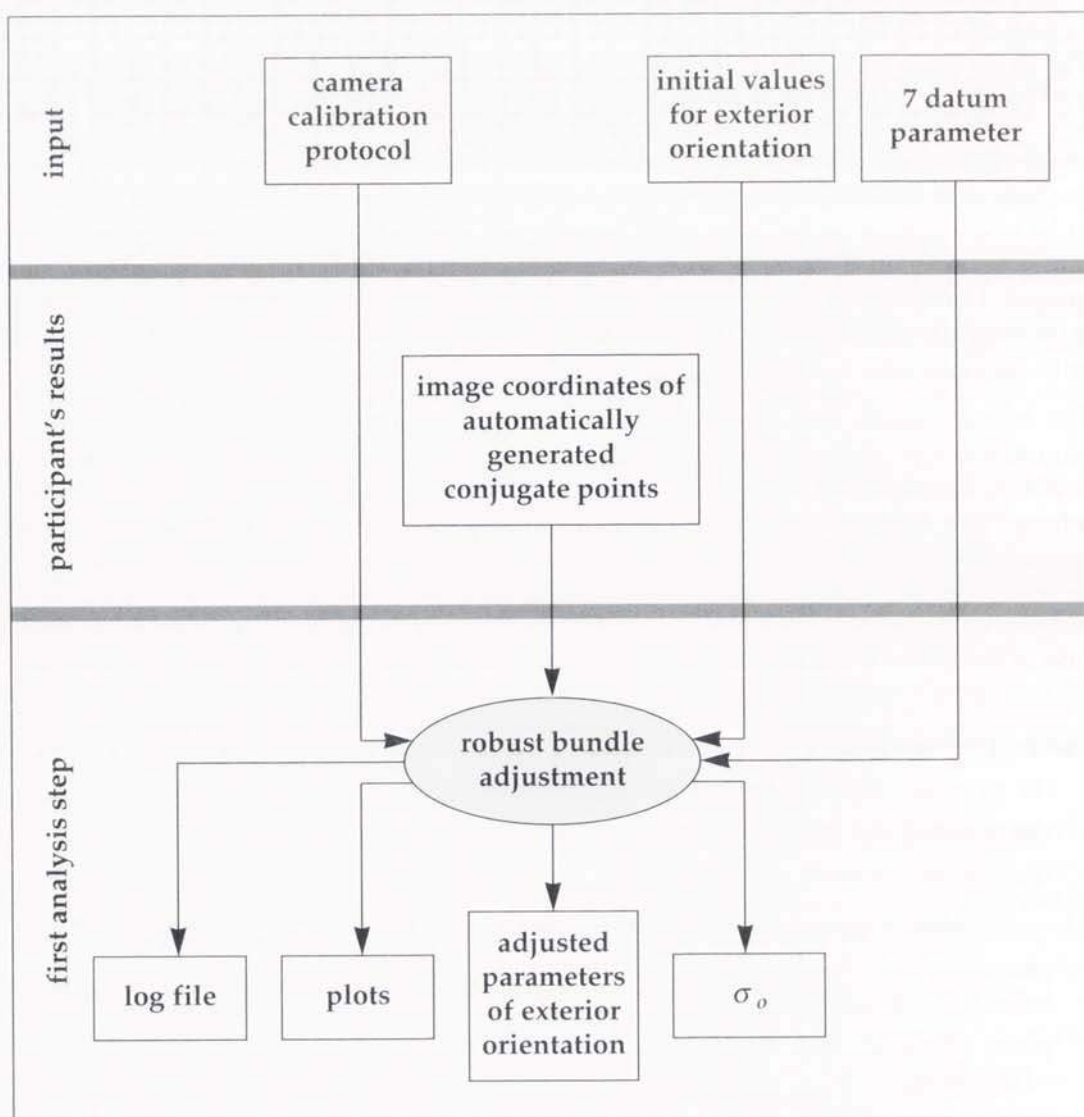 input
camera
calibration
protocol
initial values
for exterior
orientation
7 datum
parameter
participant's results
image coordinates of
automatically
generated
conjugate points
first analysis step
robust bundle
adjustment
log file
plots
adjusted
parameters
of exterior
orientation
σ o